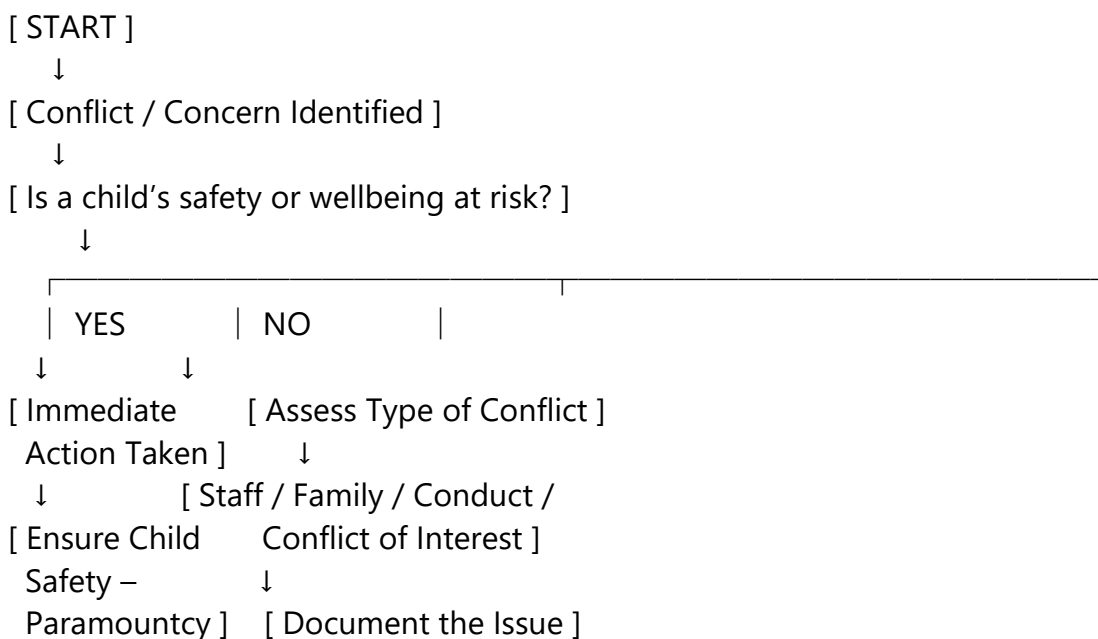 [ START ]
↓
[ Conflict / Concern Identified ]
↓
[ Is a child’s safety or wellbeing at risk? ]
↓
┌──────────────────┬──────────────────
│ YES │ NO │
↓ ↓
[ Immediate [ Assess Type of Conflict ]
Action Taken ] ↓
↓ [ Staff / Family / Conduct /
[ Ensure Child Conflict of Interest ]
Safety – ↓
Paramountcy ] [ Document the Issue ]